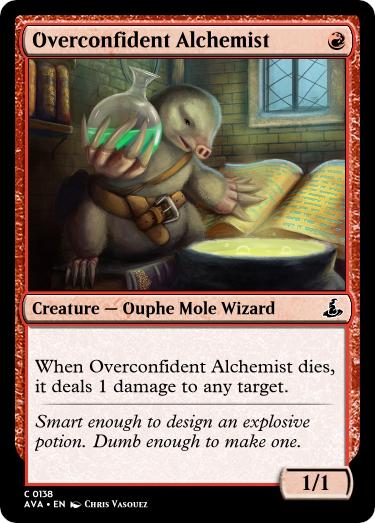 Overconfident Alchemist
Creature — Ouphe Mole Wizard
When Overconfident Alchemist dies,
it deals 1 damage to any target.
Smart enough to design an explosive
potion. Dumb enough to make one.
1/1
C 0138
AVA • EN Chris Vasquez